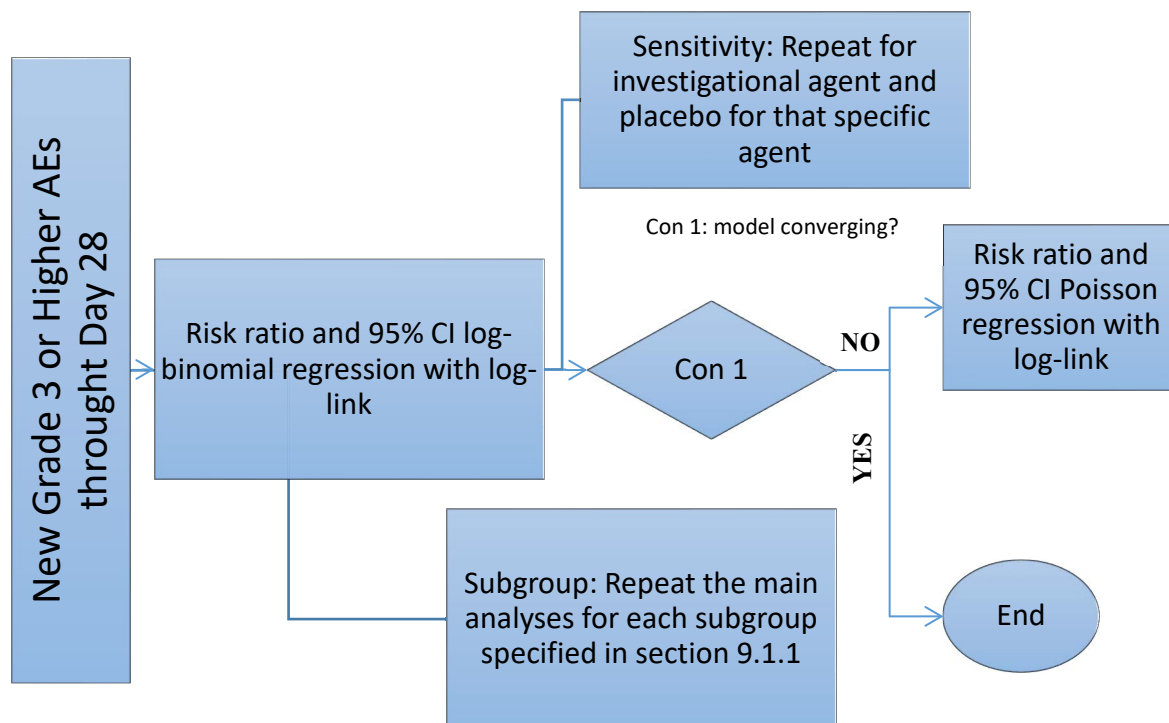 New Grade 3 or Higher AEs
throught Day 28
Risk ratio and 95% CI log-
binomial regression with log-
link
Sensitivity: Repeat for
investigational agent and
placebo for that specific
agent
Con 1: model converging?
Con 1
NO
YES
Risk ratio and
95% CI Poisson
regression with
log-link
Subgroup: Repeat the main
analyses for each subgroup
specified in section 9.1.1
End